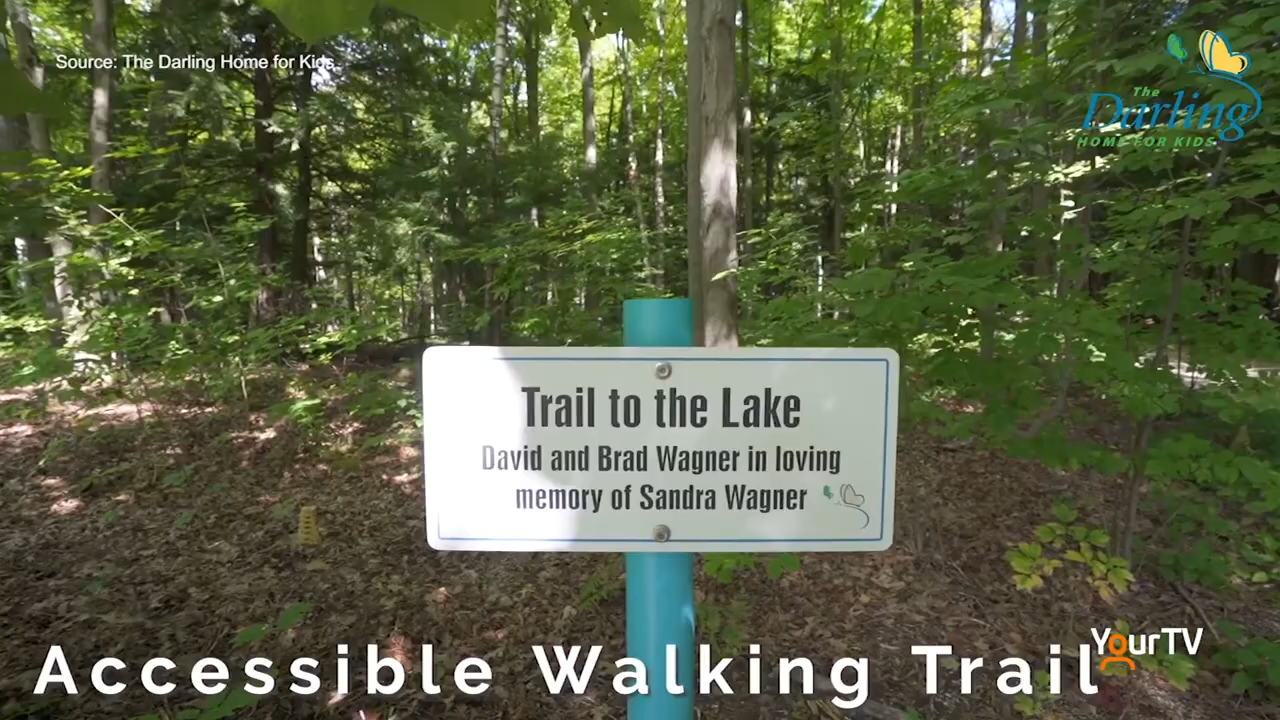 Source: The Darling Home for Kids
The
Darling
HOME FOR KIDS
Trail to the Lake
David and Brad Wagner in loving
memory of Sandra Wagner
Accessible Walking Trail
YourTV